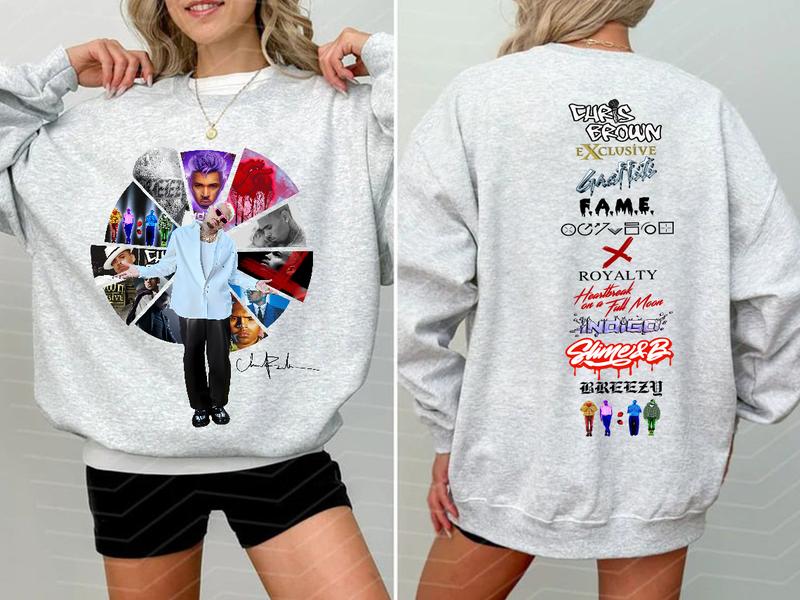 CHRIS
BROWN
EXCLUSIVE
Graffiti
F.A.M.E.
X
ROYALTY
Heartbreak
on a Full Moon
INDIGO
Slime&B
BREEZY